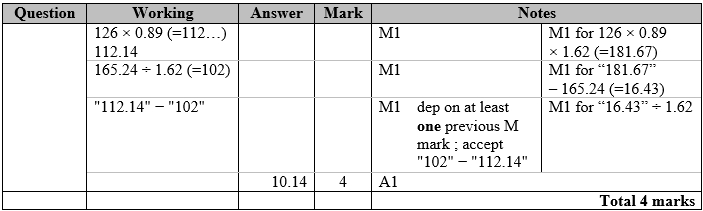 Question Working Answer Mark Notes
126 × 0.89 (=112…) M1 M1 for 126 × 0.89
112.14 × 1.62 (=181.67)
165.24 ÷ 1.62 (=102) M1 M1 for “181.67”
− 165.24 (=16.43)
"112.14" − "102" M1 dep on at least M1 for “16.43” ÷ 1.62
one previous M
mark ; accept
"102" − "112.14"
10.14 4 A1
Total 4 marks